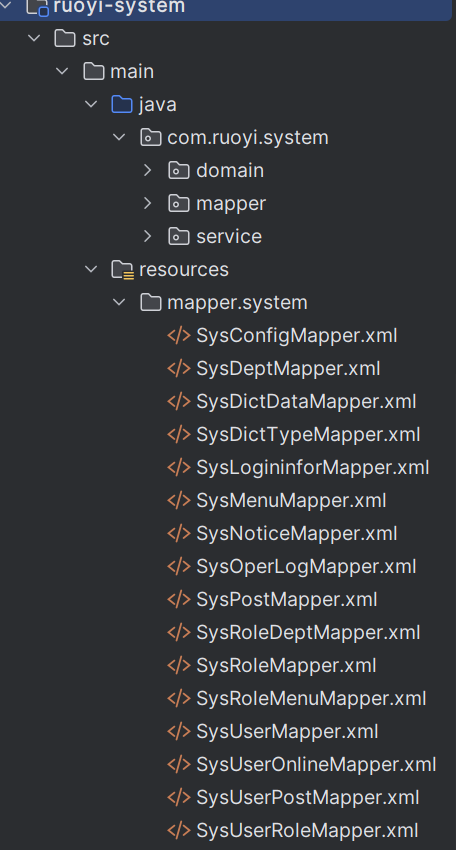 ruoyi-system
src
main
java
com.ruoyi.system
domain
mapper
service
resources
mapper.system
SysConfigMapper.xml
SysDeptMapper.xml
SysDictDataMapper.xml
SysDictTypeMapper.xml
SysLogininforMapper.xml
SysMenuMapper.xml
SysNoticeMapper.xml
SysOperLogMapper.xml
SysPostMapper.xml
SysRoleDeptMapper.xml
SysRoleMapper.xml
SysRoleMenuMapper.xml
SysUserMapper.xml
SysUserOnlineMapper.xml
SysUserPostMapper.xml
SysUserRoleMapper.xml